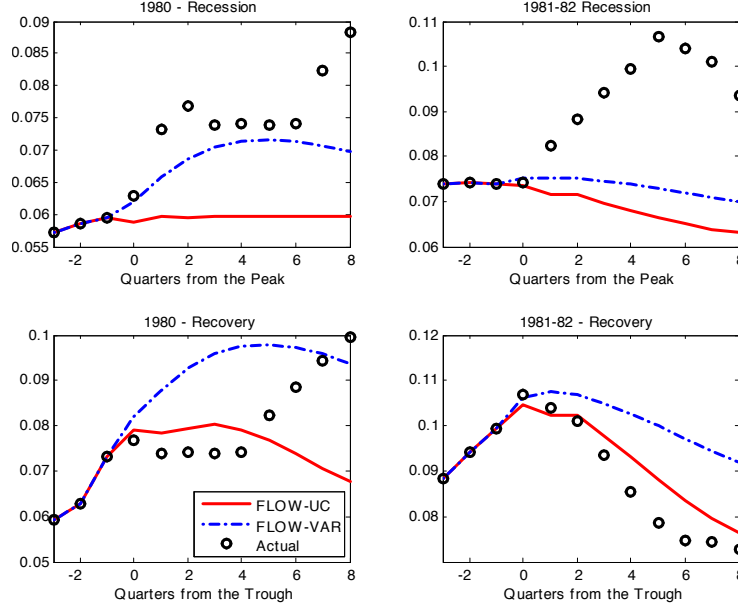 1980 - Recession
0.09
0.085
0.08
0.075
0.07
0.065
0.06
0.055
-2 0 2 4 6 8
Quarters from the Peak
1981-82 Recession
0.11
0.1
0.09
0.08
0.07
0.06
-2 0 2 4 6 8
Quarters from the Peak
1980 - Recovery
0.1
0.09
0.08
0.07
0.06
0.05
-2 0 2 4 6 8
Quarters from the Trough
FLOW-UC
FLOW-VAR
Actual
1981-82 - Recovery
0.12
0.11
0.1
0.09
0.08
-2 0 2 4 6 8
Quarters from the Trough